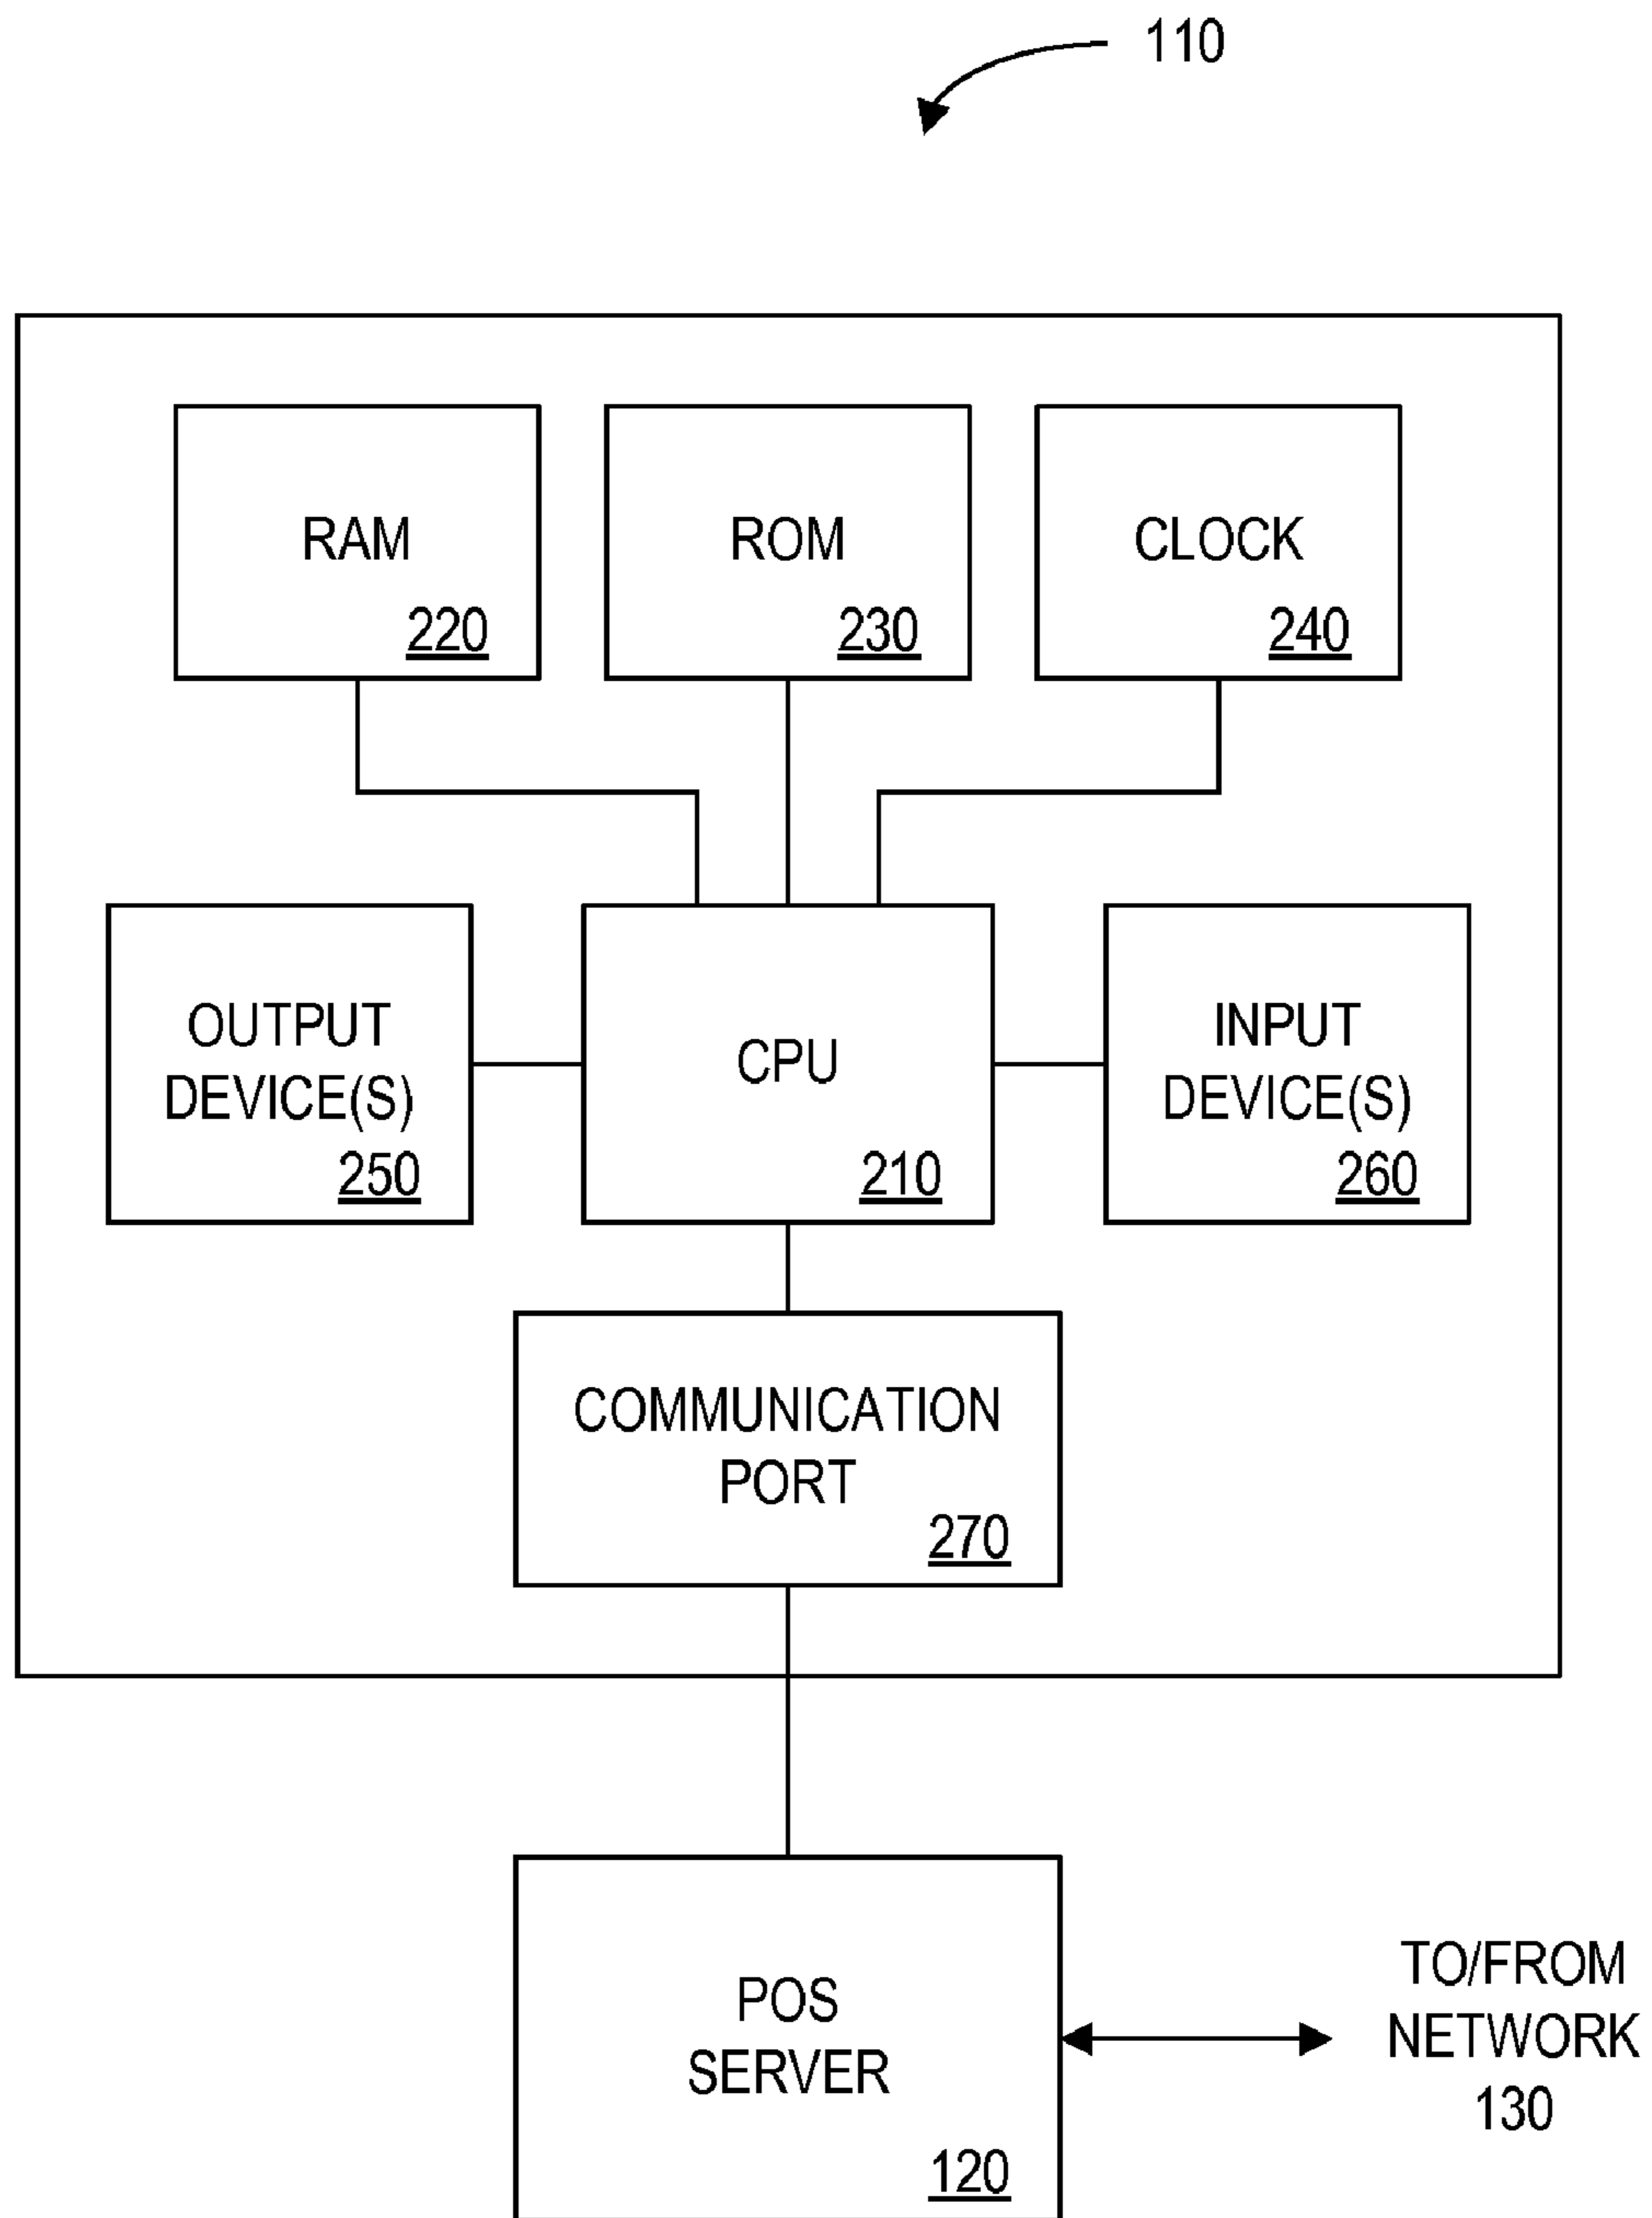 110
RAM
220
ROM
230
CLOCK
240
OUTPUT
DEVICE(S)
250
CPU
210
INPUT
DEVICE(S)
260
COMMUNICATION
PORT
270
POS
SERVER
120
TO/FROM
NETWORK
130